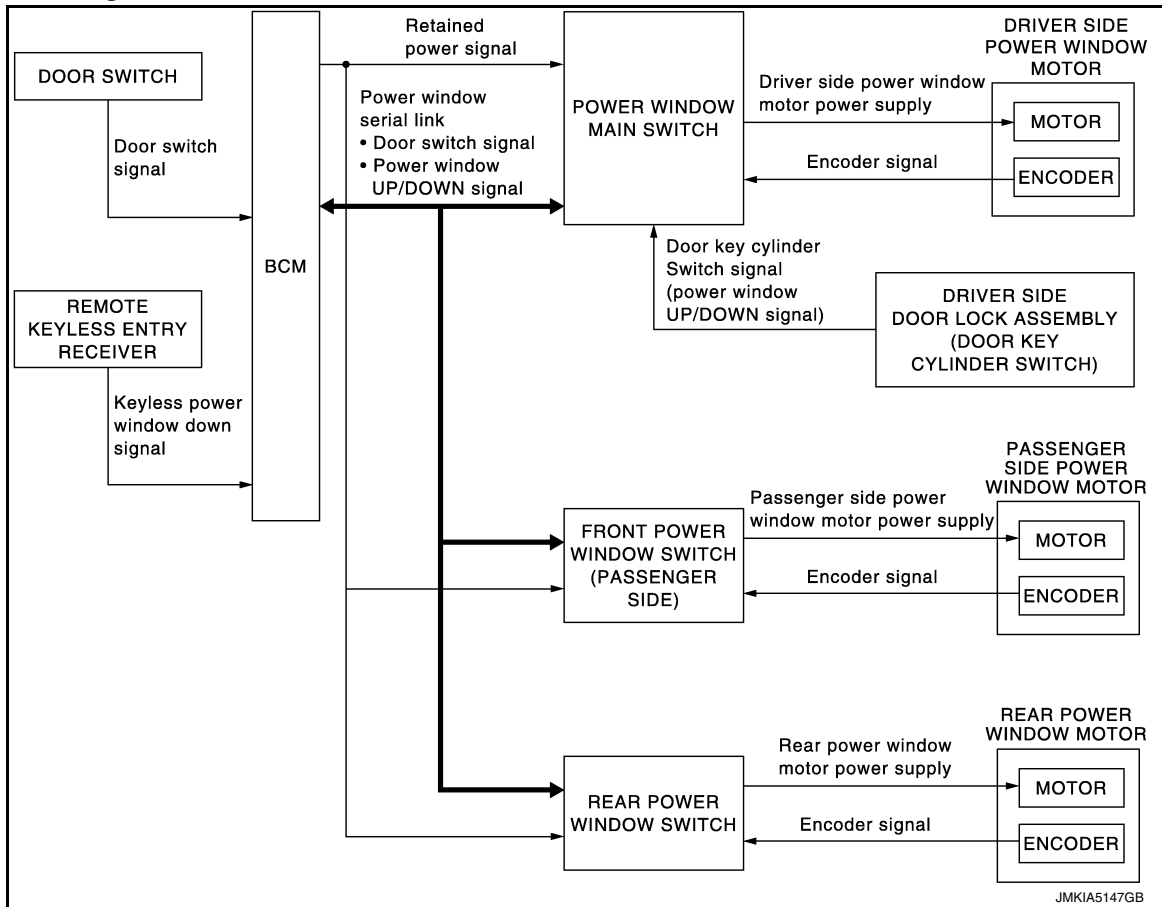 DOOR SWITCH
Door switch
signal
REMOTE
KEYLESS ENTRY
RECEIVER
Keyless power
window down
signal
BCM
Retained
power signal
Power window
serial link
• Door switch signal
• Power window
UP/DOWN signal
POWER WINDOW
MAIN SWITCH
Driver side power window
motor power supply
Encoder signal
DRIVER SIDE
POWER WINDOW
MOTOR
MOTOR
ENCODER
Door key cylinder
Switch signal
(power window
UP/DOWN signal)
DRIVER SIDE
DOOR LOCK ASSEMBLY
(DOOR KEY
CYLINDER SWITCH)
FRONT POWER
WINDOW SWITCH
(PASSENGER
SIDE)
Passenger side power
window motor power supply
Encoder signal
PASSENGER
SIDE POWER
WINDOW MOTOR
MOTOR
ENCODER
REAR POWER
WINDOW SWITCH
Rear power window
motor power supply
Encoder signal
REAR POWER
WINDOW MOTOR
MOTOR
ENCODER
JMKIA5147GB